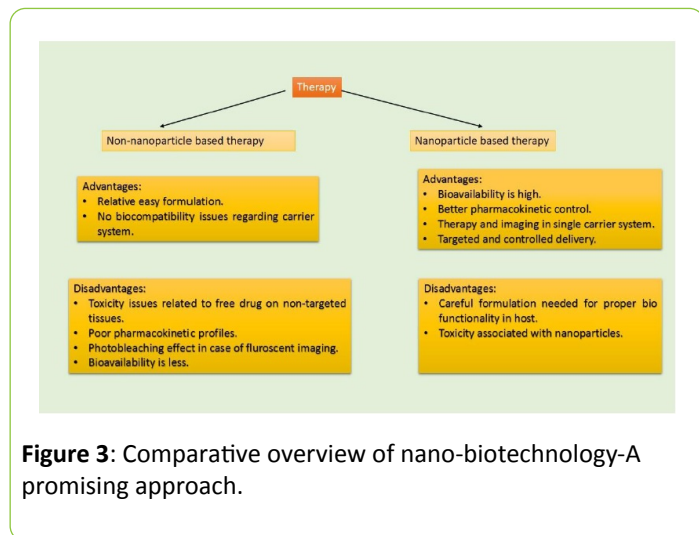 Therapy
Non-nanoparticle based therapy
Nanoparticle based therapy
Advantages:
• Relative easy formulation.
• No biocompatibility issues regarding carrier
system.
Advantages:
• Bioavailability is high.
• Better pharmacokinetic control.
• Therapy and imaging in single carrier system.
• Targeted and controlled delivery.
Disadvantages:
• Toxicity issues related to free drug on non-targeted
tissues.
• Poor pharmacokinetic profiles.
• Photobleaching effect in case of fluroscent imaging.
• Bioavailability is less.
Disadvantages:
• Careful formulation needed for proper bio
functionality in host.
• Toxicity associated with nanoparticles.
Figure 3: Comparative overview of nano-biotechnology-A
promising approach.